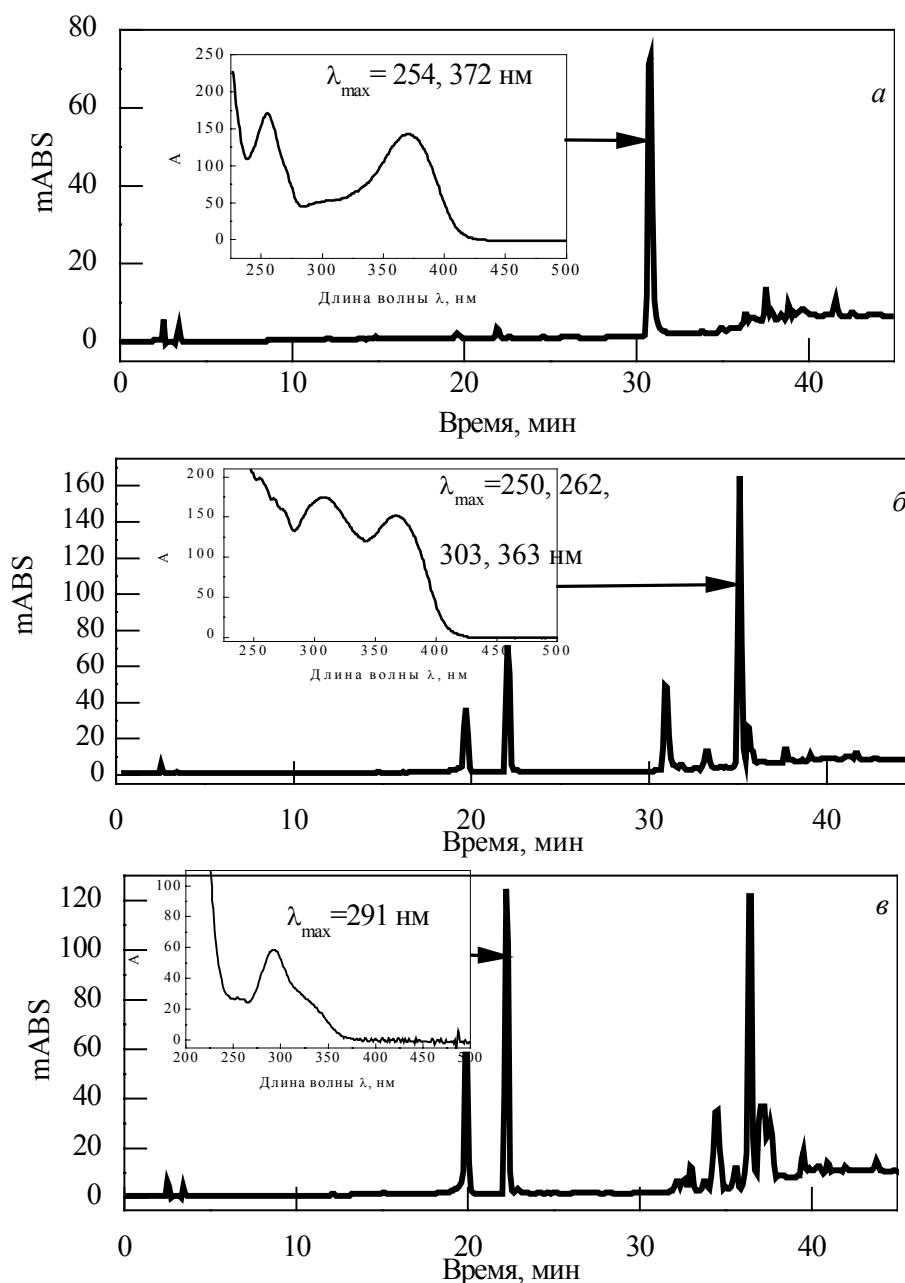 80
60
40
20
0
mABS
250
200
150
100
50
0
A
λmax= 254, 372 нм
250 300 350 400 450 500
Длина волны λ, нм
а
0 10 20 30 40
Время, мин
160
140
120
100
80
60
40
20
0
mABS
200
150
100
50
0
A
λmax=250, 262,
303, 363 нм
250 300 350 400 450 500
Длина волны λ, нм
б
0 10 20 30 40
Время, мин
120
100
80
60
40
20
0
mABS
100
80
60
40
20
0
A
λmax=291 нм
200 250 300 350 400 450 500
Длина волны λ, нм
в
0 10 20 30 40
Время, мин